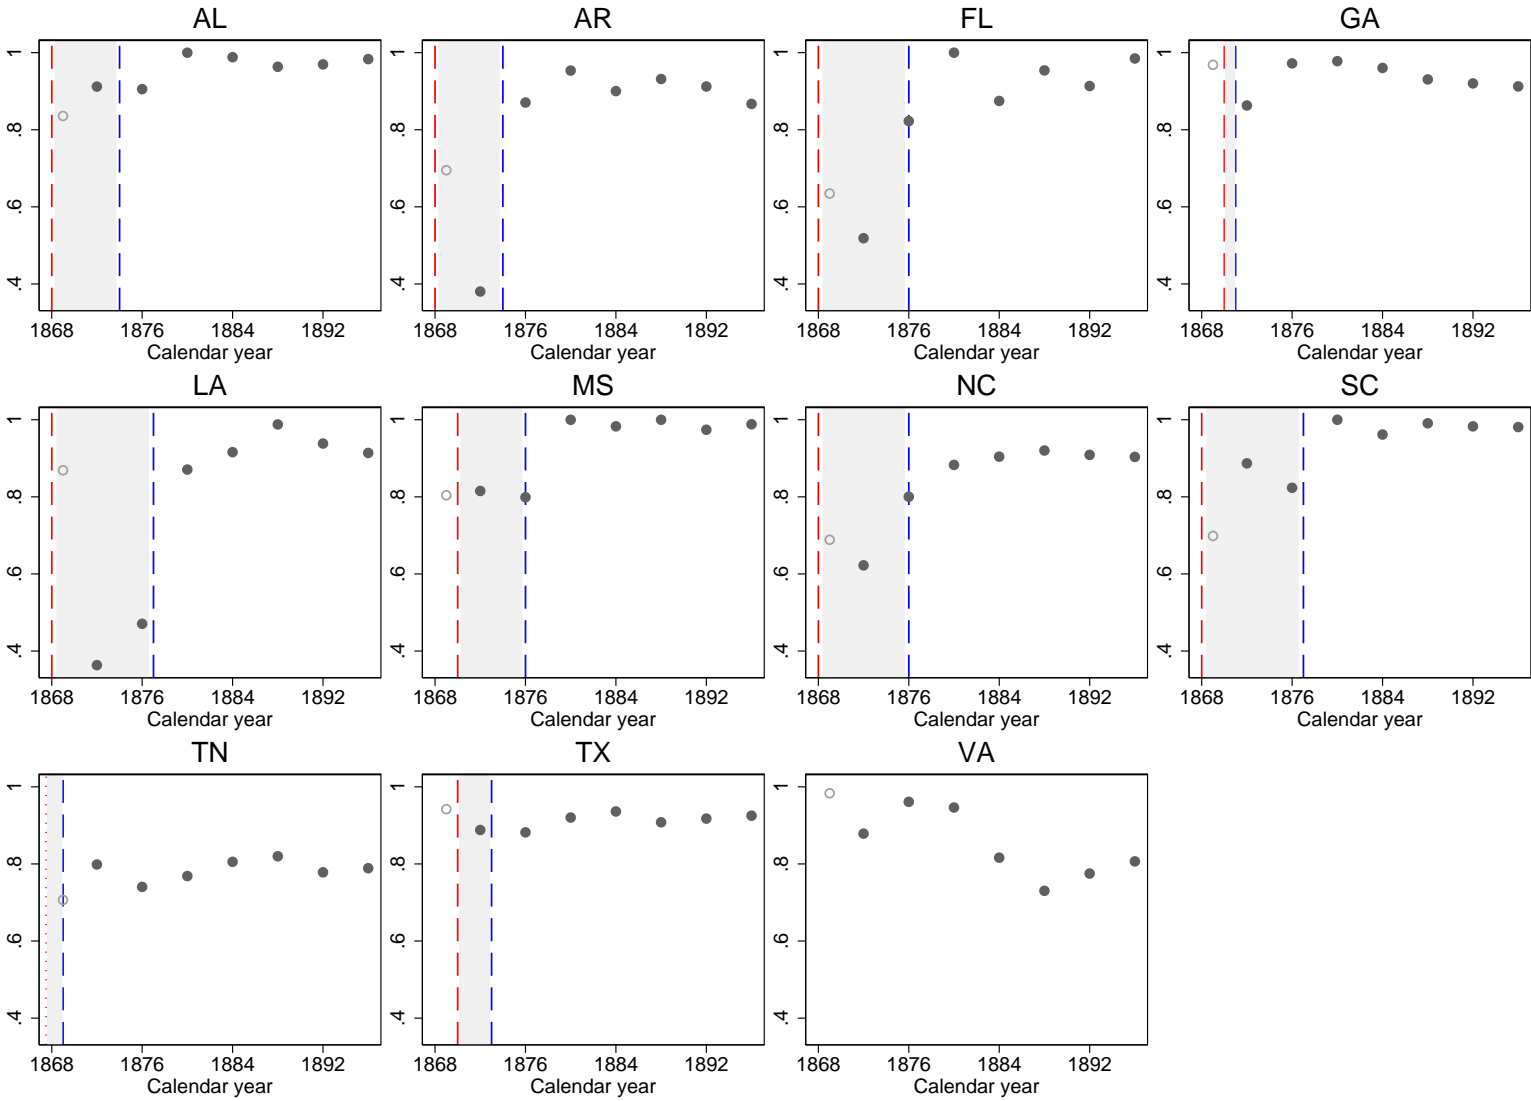 AL AR FL GA
1 1 1 1
.8 .8 .8 .8
.6 .6 .6 .6
.4 .4 .4 .4
1868 1876 1884 1892 1868 1876 1884 1892 1868 1876 1884 1892 1868 1876 1884 1892
Calendar year Calendar year Calendar year Calendar year
LA MS NC SC
1 1 1 1
.8 .8 .8 .8
.6 .6 .6 .6
.4 .4 .4 .4
1868 1876 1884 1892 1868 1876 1884 1892 1868 1876 1884 1892 1868 1876 1884 1892
Calendar year Calendar year Calendar year Calendar year
TN TX VA
1 1 1
.8 .8 .8
.6 .6 .6
.4 .4 .4
1868 1876 1884 1892 1868 1876 1884 1892 1868 1876 1884 1892
Calendar year Calendar year Calendar year